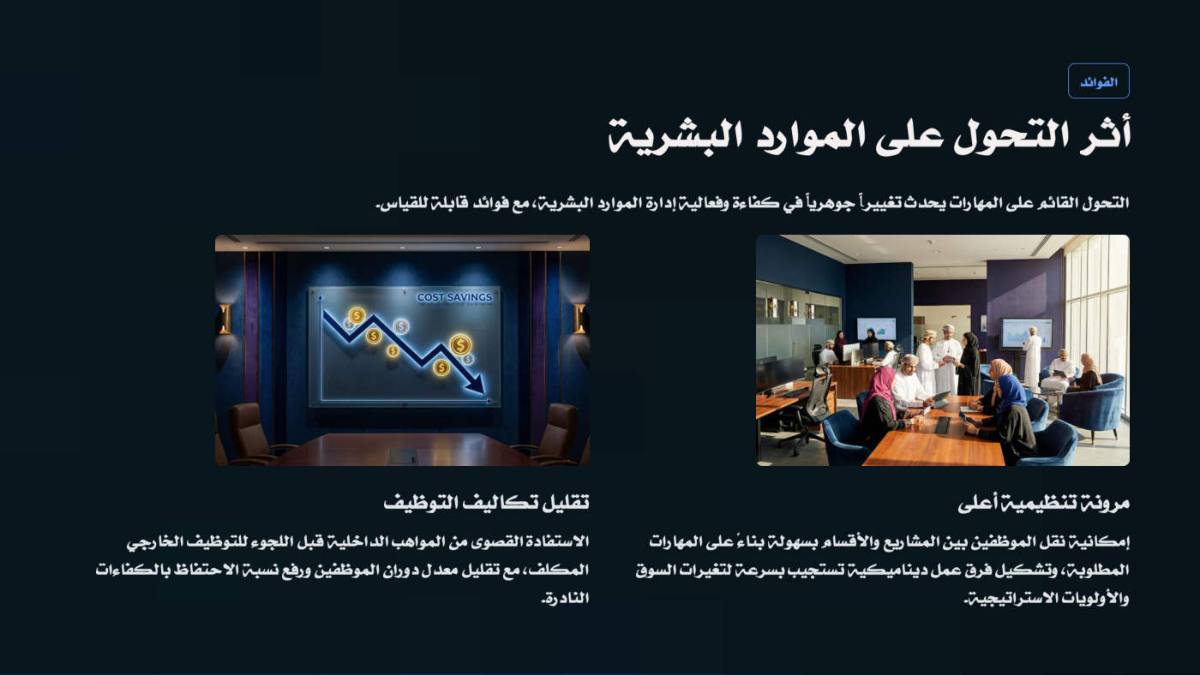 الفوائد
أثر التحول على الموارد البشرية
التحول القائم على المهارات يحدث تغييراً جوهرياً في كفاءة وفعالية إدارة الموارد البشرية، مع فوائد قابلة للقياس.
مرونة تنظيمية أعلى
إمكانية نقل الموظفين بين المشاريع والأقسام بسهولة بناءً على المهارات
المطلوبة، وتشكيل فرق عمل ديناميكية تستجيب بسرعة لتغيرات السوق
والأولويات الاستراتيجية.
COST SAVINGS
تقليل تكاليف التوظيف
الاستفادة القصوى من المواهب الداخلية قبل اللجوء للتوظيف الخارجي
المكلف، مع تقليل معدل دوران الموظفين ورفع نسبة الاحتفاظ بالكفاءات
النادرة.